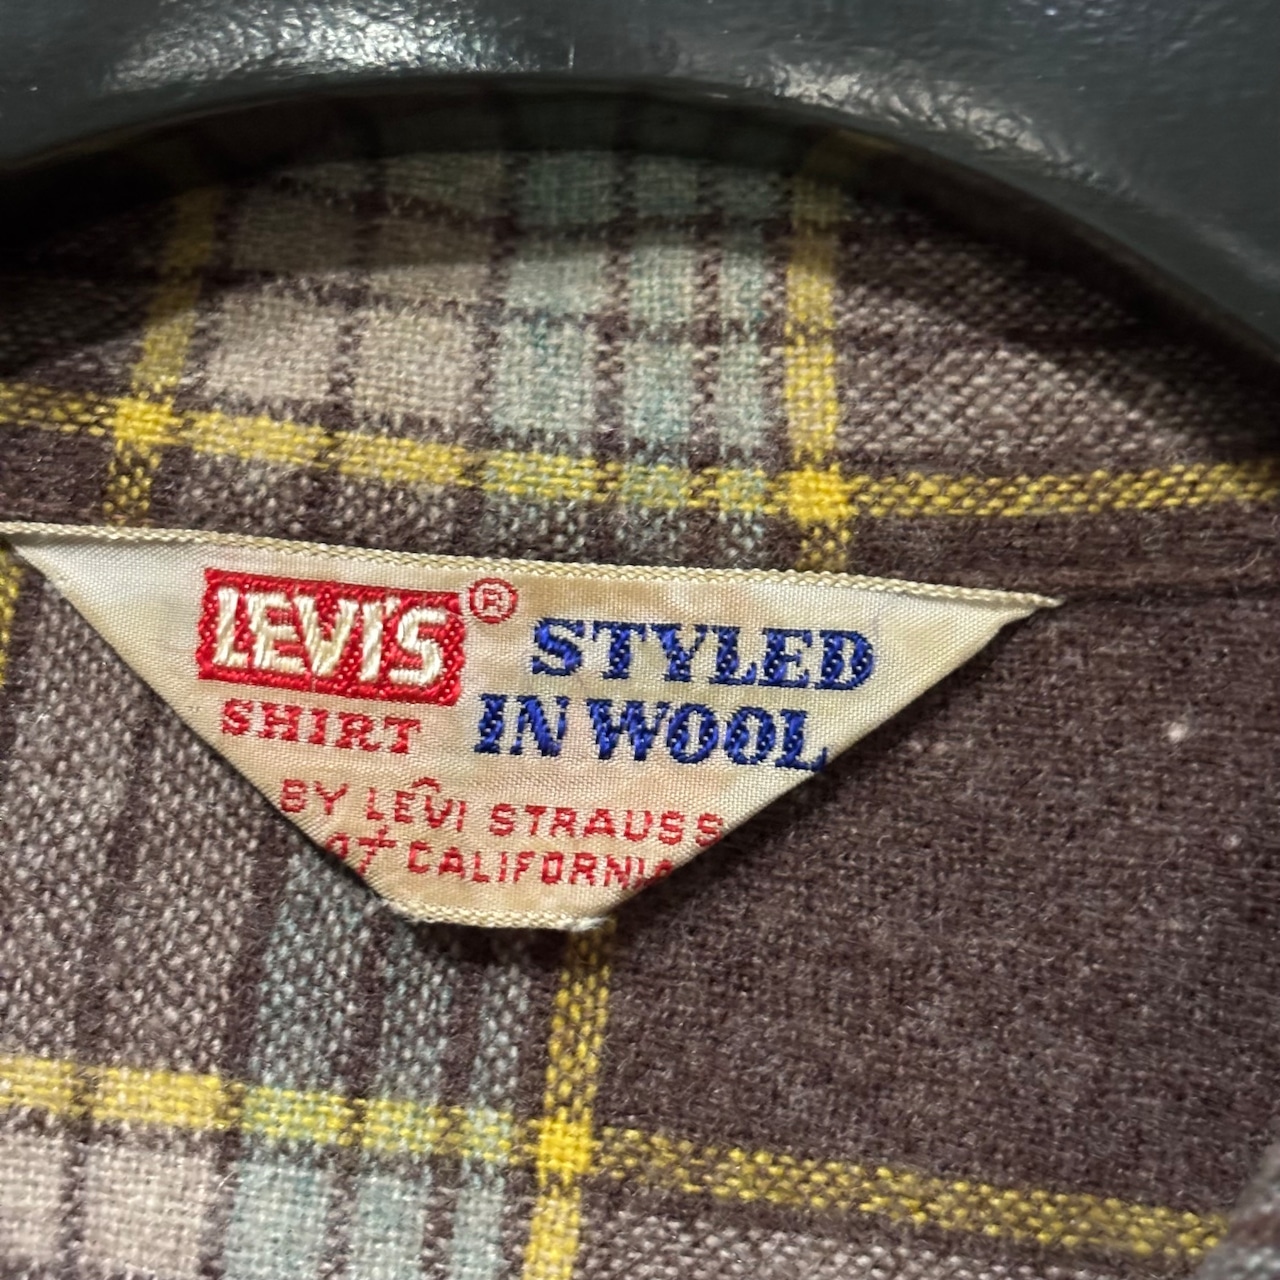 LEVI'S ®
SHIRT
STYLED
IN WOOL
BY LEVI STRAUSS
OF CALIFORNIA